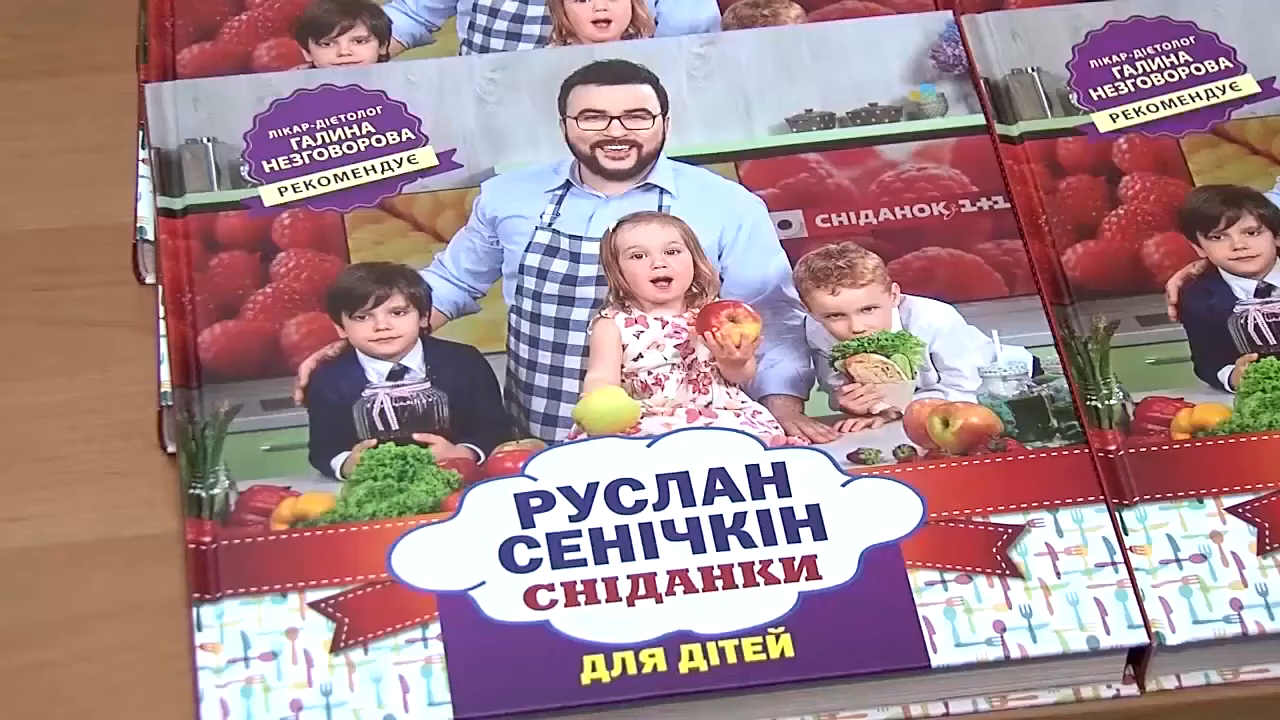 ЛІКАР-ДІЄТОЛОГ
ГАЛИНА
НЕЗГОВОРОВА
РЕКОМЕНДУЄ
СНІДАНОК З 1+1
РУСЛАН
СЕНІЧКІН
СНІДАНКИ
ДЛЯ ДІТЕЙ
ЛІКАР-ДІЄТОЛОГ
ГАЛИНА
НЕЗГОВОРОВА
РЕКОМЕНДУЄ